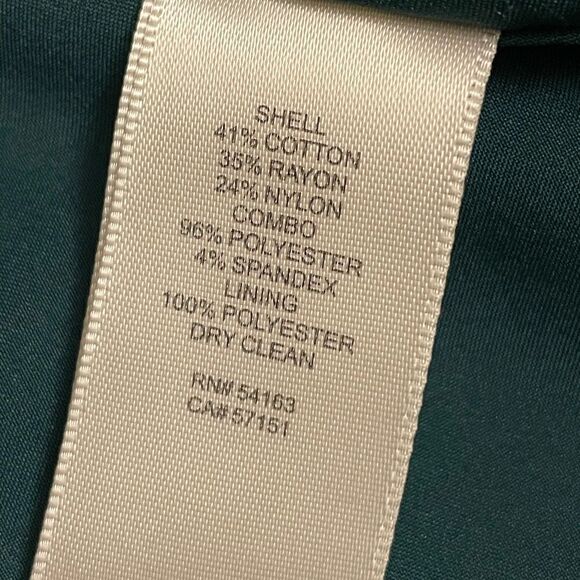 SHELL
41% COTTON
35% RAYON
24% NYLON
COMBO
96% POLYESTER
4% SPANDEX
LINING
100% POLYESTER
DRY CLEAN
RN# 54163
CA# 57151